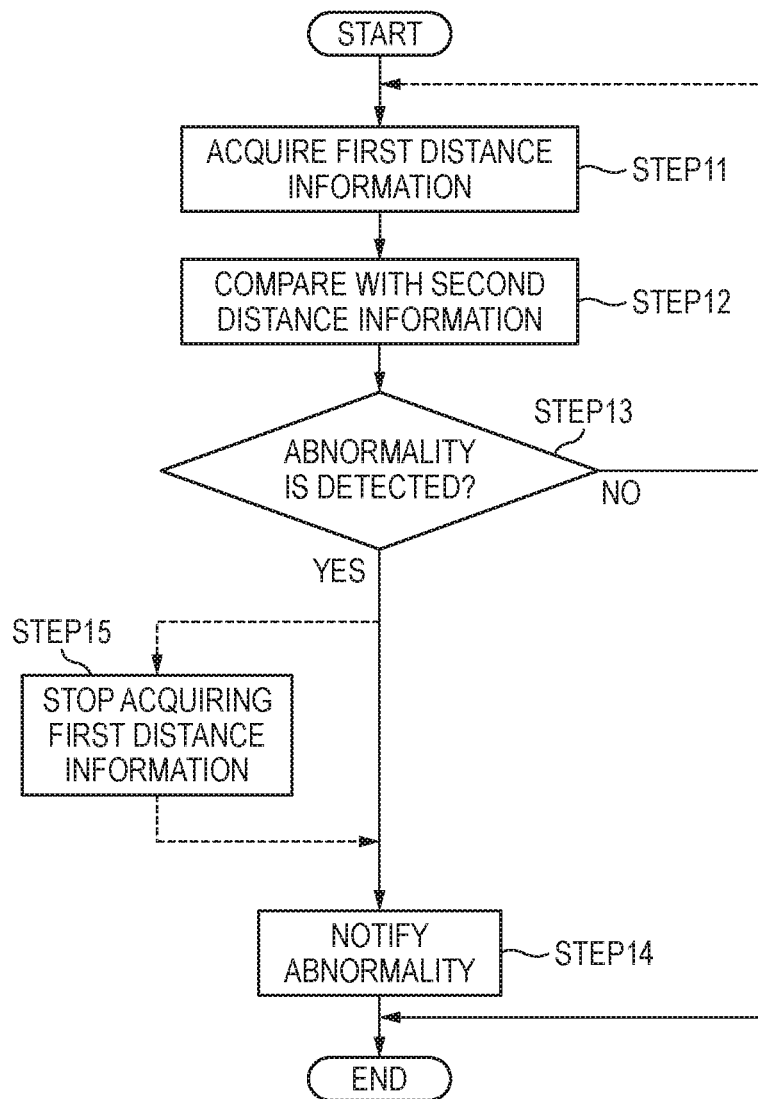 START
ACQUIRE FIRST DISTANCE
INFORMATION
STEP11
COMPARE WITH SECOND
DISTANCE INFORMATION
STEP12
STEP13
ABNORMALITY
IS DETECTED?
NO
YES
STEP15
STOP ACQUIRING
FIRST DISTANCE
INFORMATION
NOTIFY
ABNORMALITY
STEP14
END